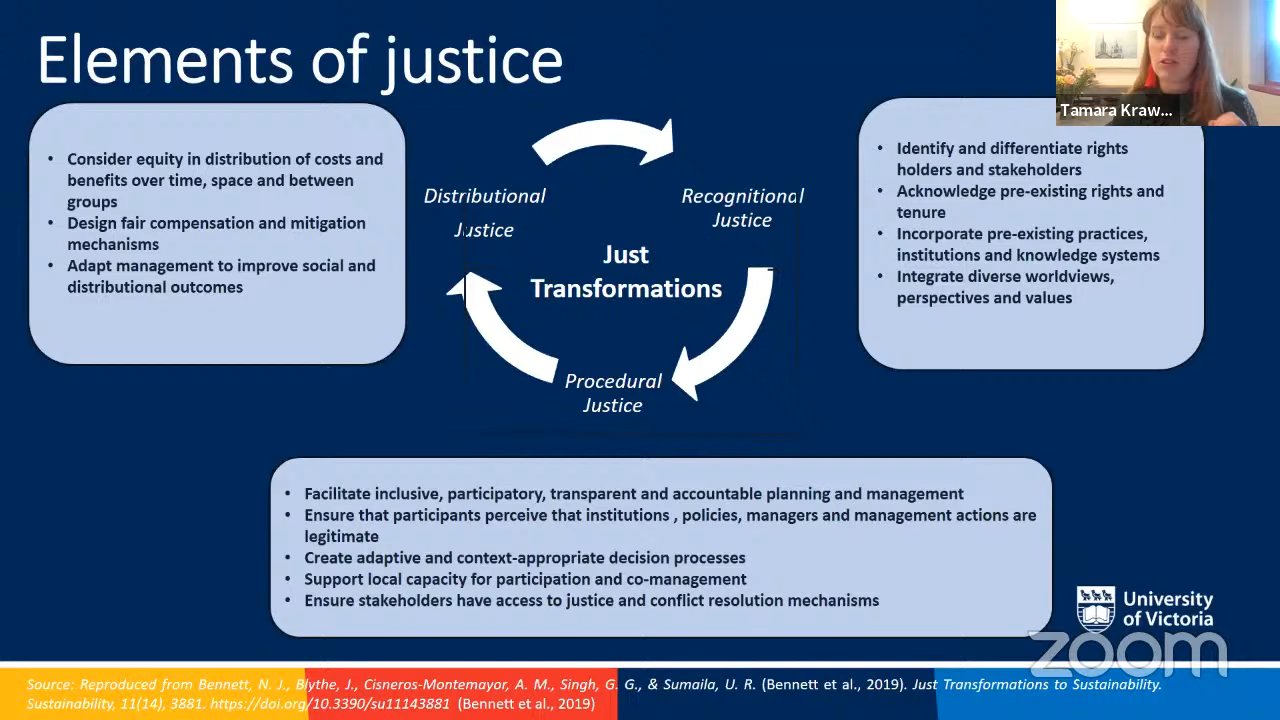 Elements of justice
Tamara Kraw...
• Consider equity in distribution of costs and
benefits over time, space and between
groups
• Design fair compensation and mitigation
mechanisms
• Adapt management to improve social and
distributional outcomes
Distributional
Justice
Recognitional
Justice
Just
Transformations
Procedural
Justice
• Identify and differentiate rights
holders and stakeholders
• Acknowledge pre-existing rights and
tenure
• Incorporate pre-existing practices,
institutions and knowledge systems
• Integrate diverse worldviews,
perspectives and values
• Facilitate inclusive, participatory, transparent and accountable planning and management
• Ensure that participants perceive that institutions , policies, managers and management actions are
legitimate
• Create adaptive and context-appropriate decision processes
• Support local capacity for participation and co-management
• Ensure stakeholders have access to justice and conflict resolution mechanisms
University
of Victoria
zoom
Source: Reproduced from Bennett, N. J., Blythe, J., Cisneros-Montemayor, A. M., Singh, G. G., & Sumaila, U. R. (Bennett et al., 2019). Just Transformations to Sustainability.
Sustainability, 11(14), 3881. https://doi.org/10.3390/su11143881 (Bennett et al., 2019)